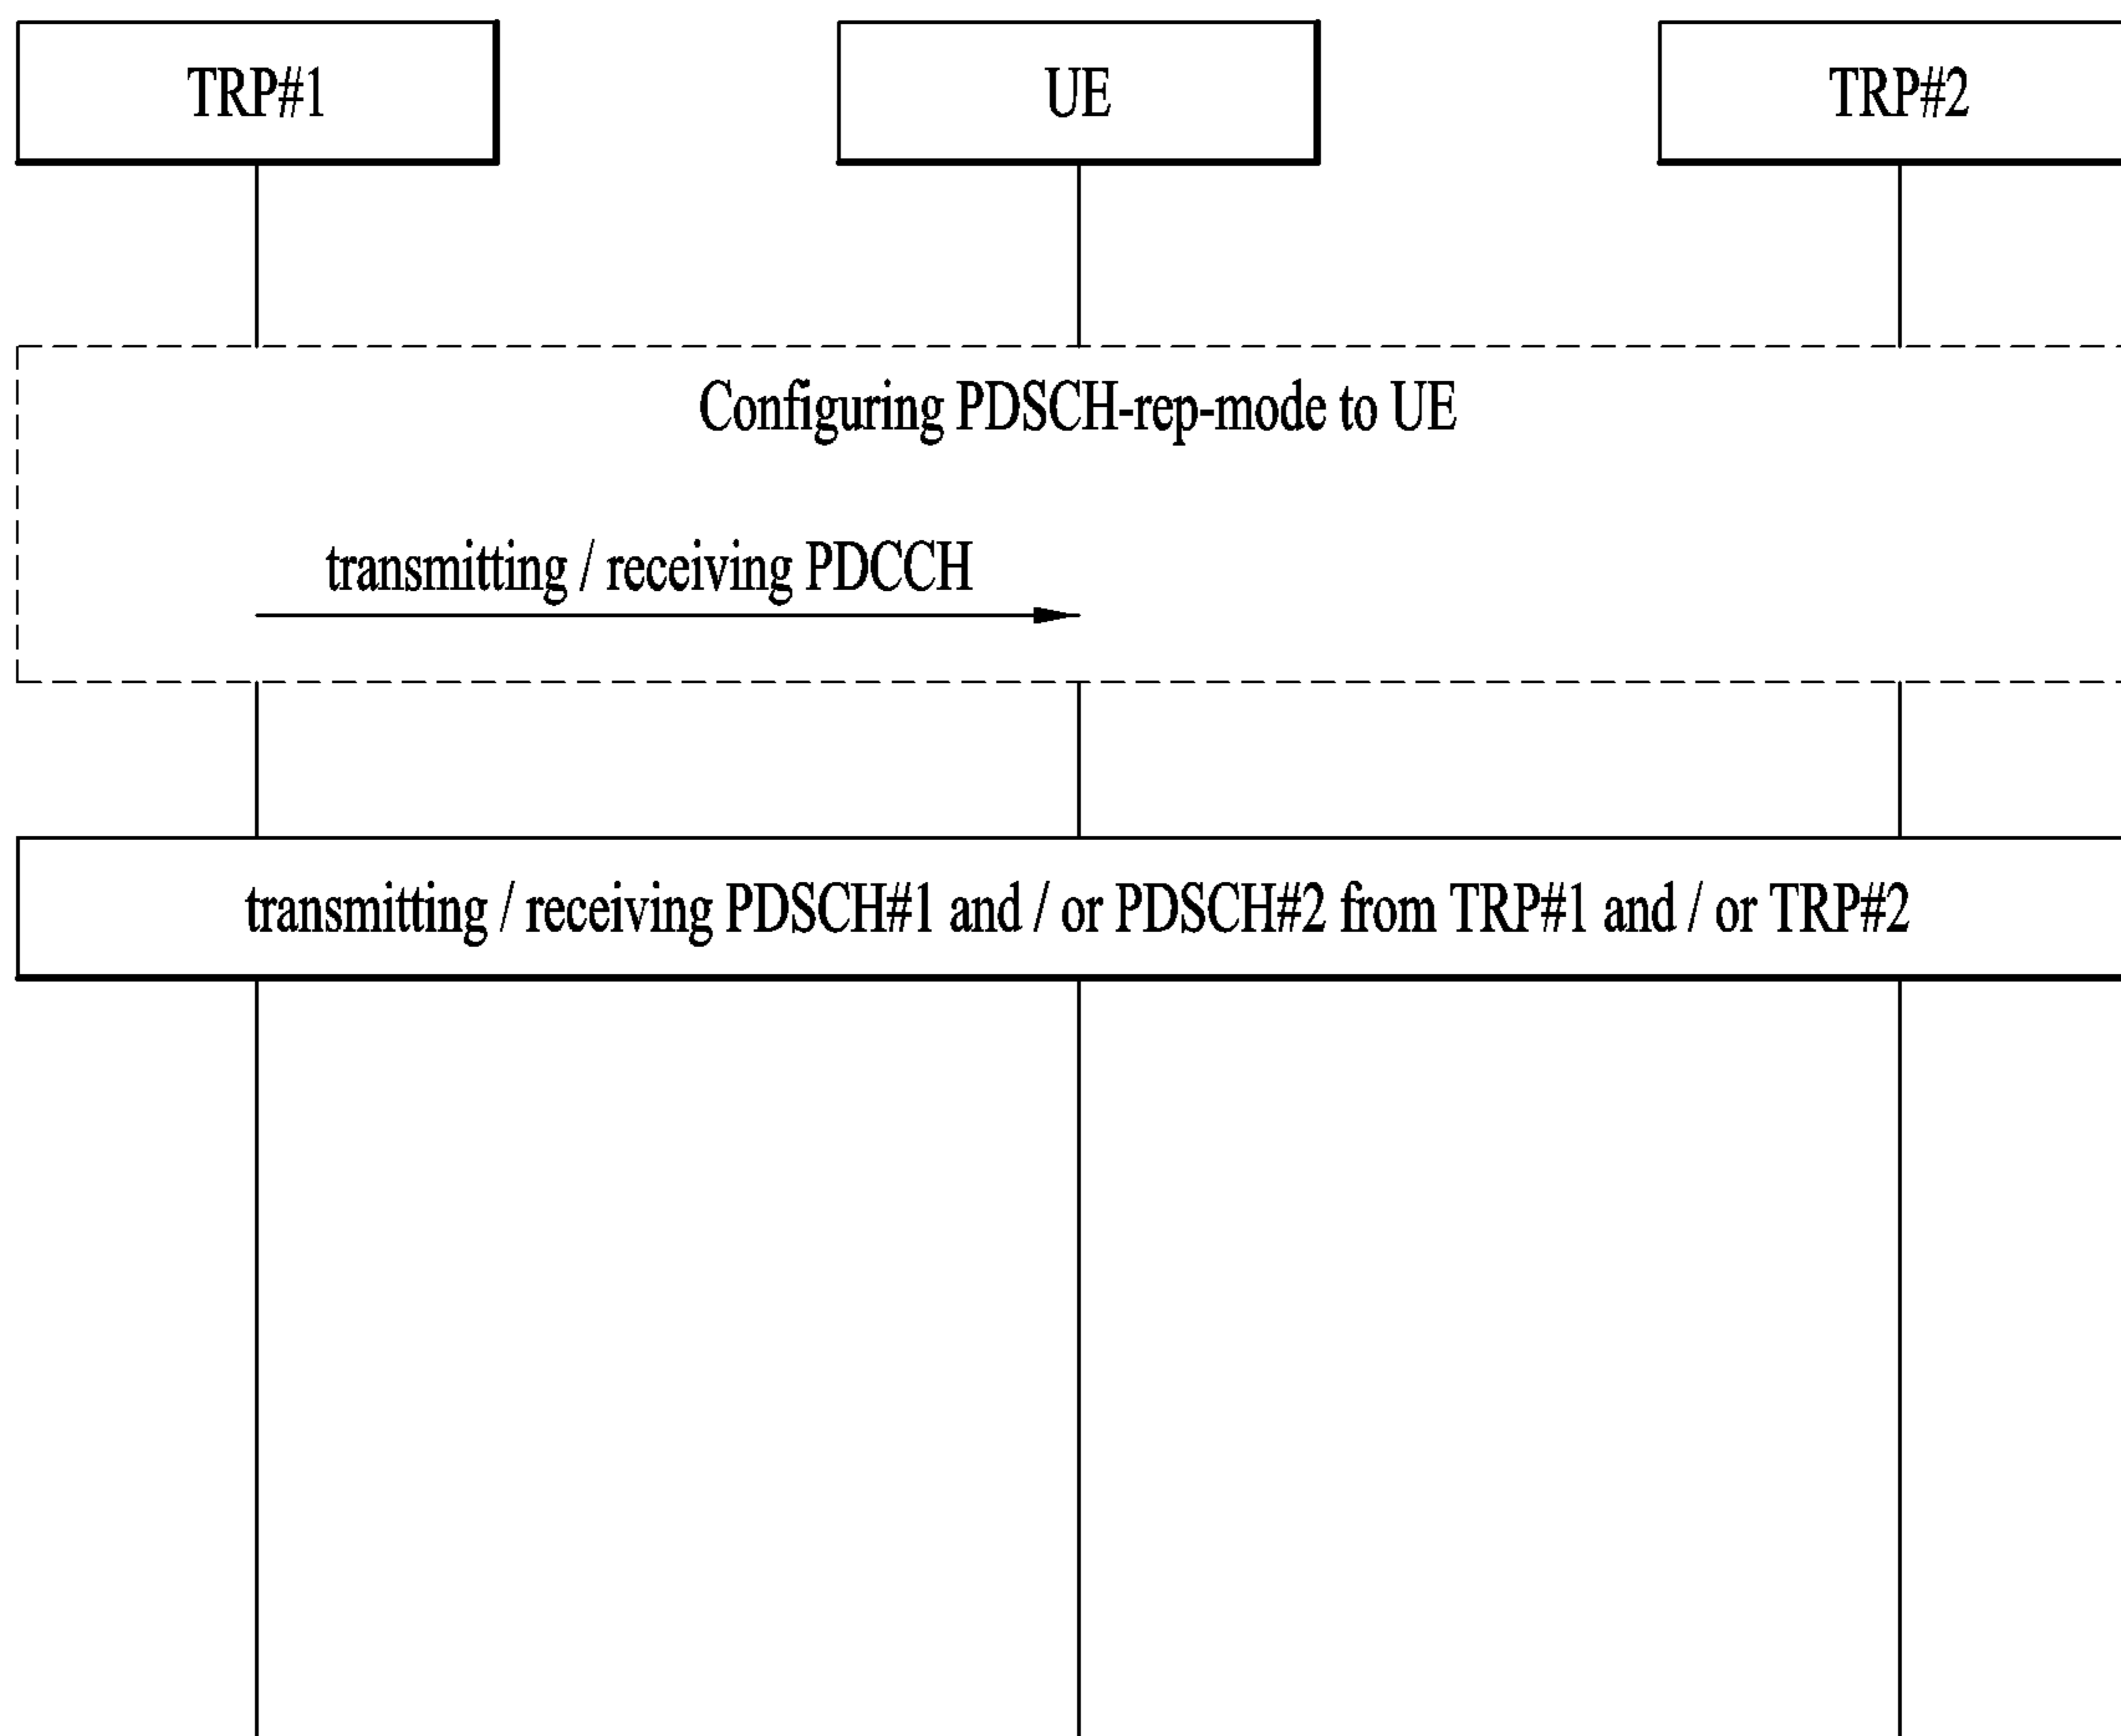 TRP#1
UE
TRP#2
Configuring PDSCH-rep-mode to UE
transmitting / receiving PDCCH
transmitting / receiving PDSCH#1 and / or PDSCH#2 from TRP#1 and / or TRP#2